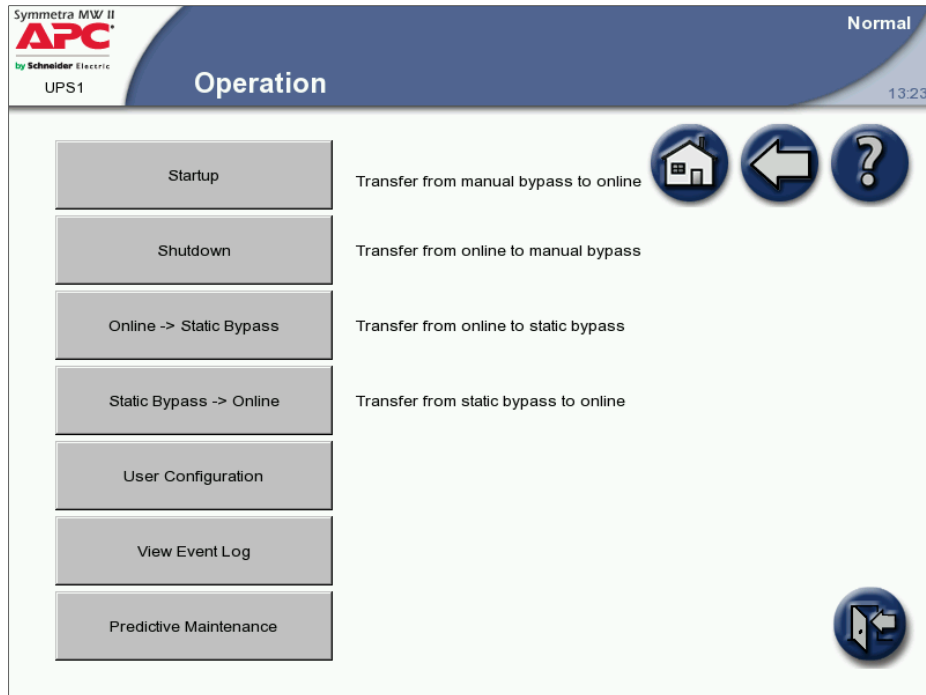 Symmetra MW II
APC
by Schneider Electric
UPS1
Operation
Normal
13:23
Startup
Transfer from manual bypass to online
?
Shutdown
Transfer from online to manual bypass
Online -> Static Bypass
Transfer from online to static bypass
Static Bypass -> Online
Transfer from static bypass to online
User Configuration
View Event Log
Predictive Maintenance